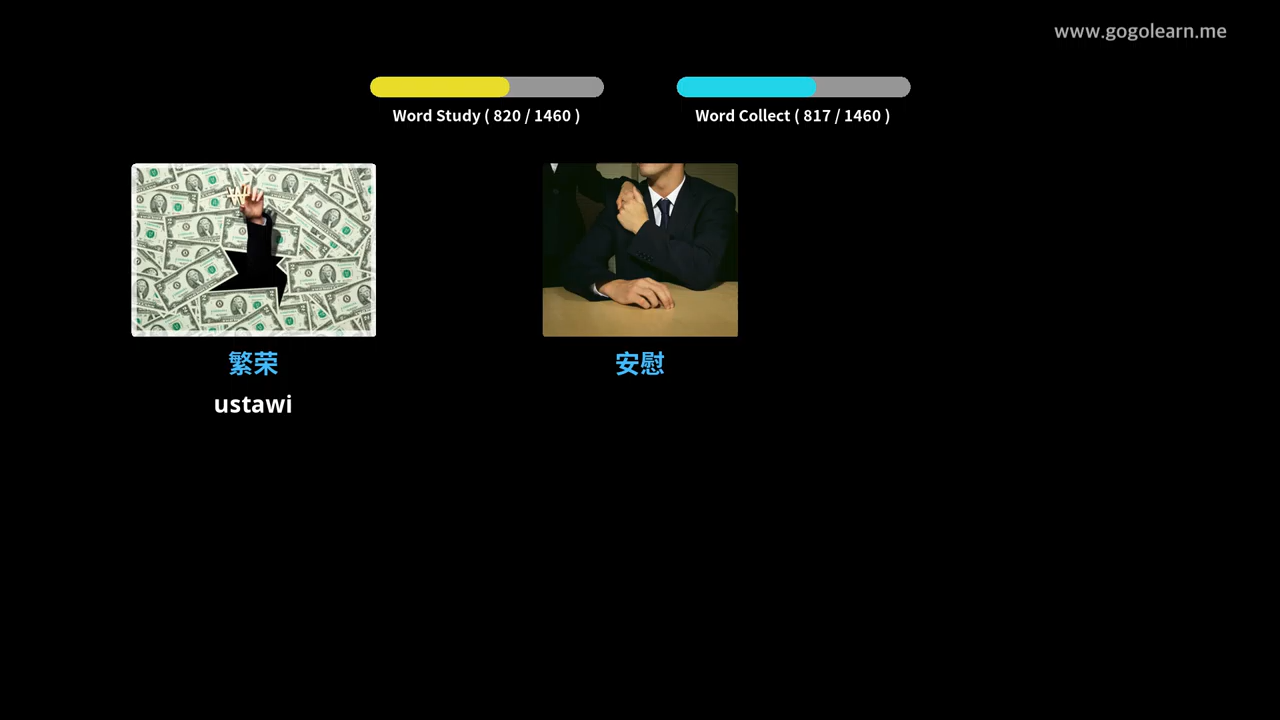 www.gogolearn.me
Word Study ( 820 / 1460 )
Word Collect ( 817 / 1460 )
繁荣
安慰
ustawi